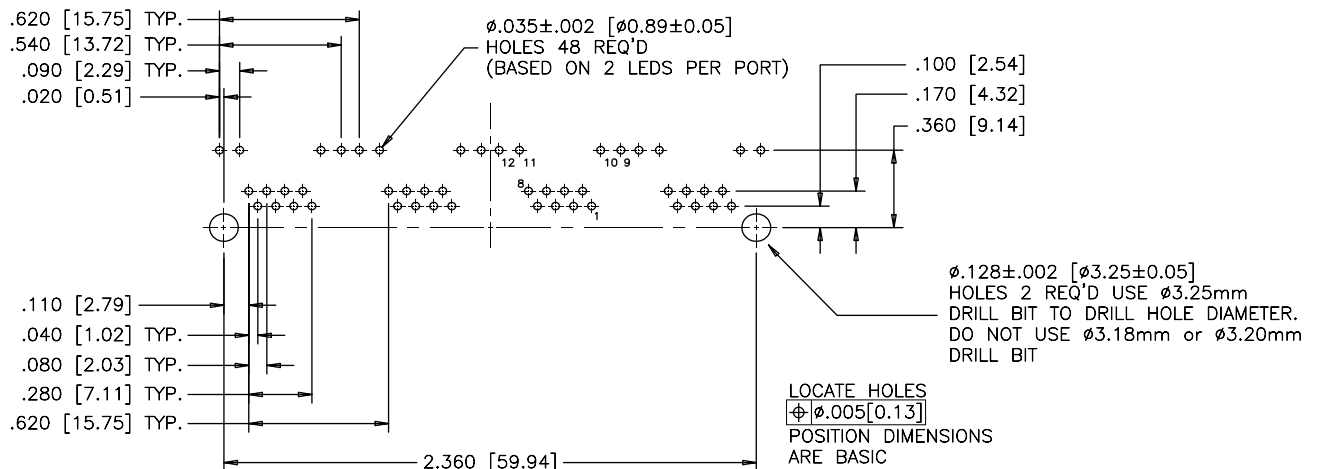 .620 [15.75] TYP.
.540 [13.72] TYP.
.090 [2.29] TYP.
.020 [0.51]
ø.035±.002 [ø0.89±0.05]
HOLES 48 REQ'D
(BASED ON 2 LEDS PER PORT)
.100 [2.54]
.170 [4.32]
.360 [9.14]
12 11
10 9
8
1
.110 [2.79]
.040 [1.02] TYP.
.080 [2.03] TYP.
.280 [7.11] TYP.
.620 [15.75] TYP.
2.360 [59.94]
ø.128±.002 [ø3.25±0.05]
HOLES 2 REQ'D USE ø3.25mm
DRILL BIT TO DRILL HOLE DIAMETER.
DO NOT USE ø3.18mm or ø3.20mm
DRILL BIT
LOCATE HOLES
⌖ ø.005[0.13]
POSITION DIMENSIONS
ARE BASIC